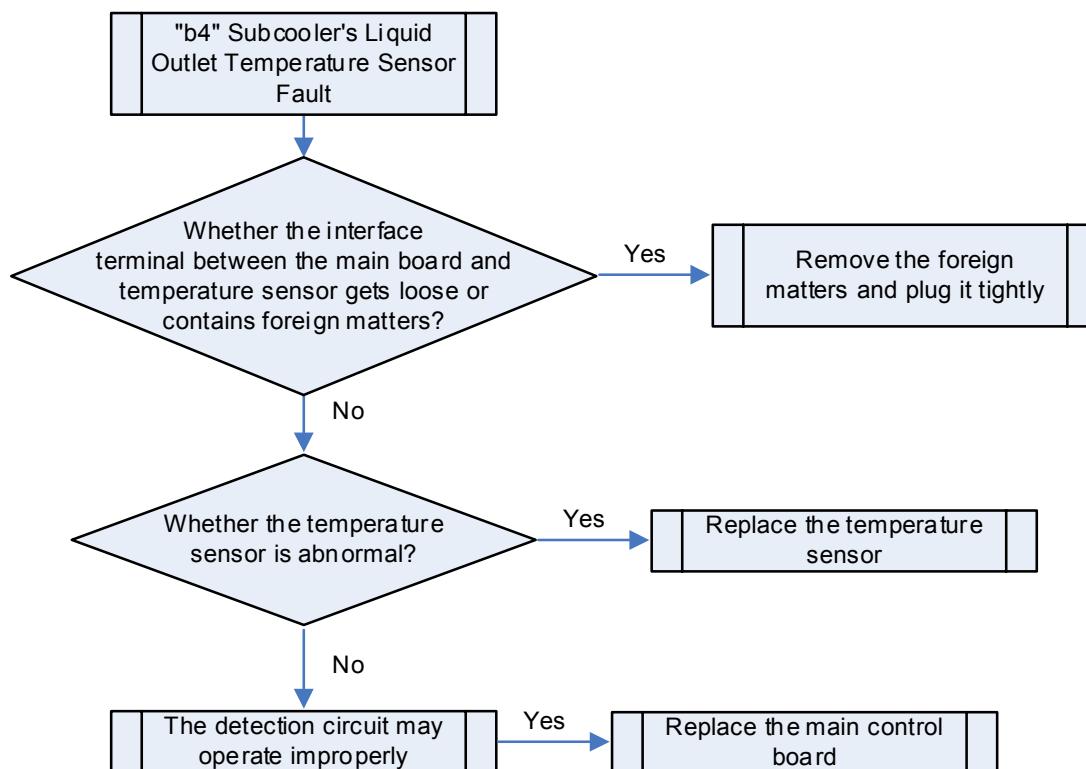 "b4" Subcooler's Liquid
Outlet Temperature Sensor
Fault
Whether the interface
terminal between the main board and
temperature sensor gets loose or
contains foreign matters?
Yes
Remove the foreign
matters and plug it tightly
No
Whether the temperature
sensor is abnormal?
Yes
Replace the temperature
sensor
No
The detection circuit may
operate improperly
Yes
Replace the main control
board